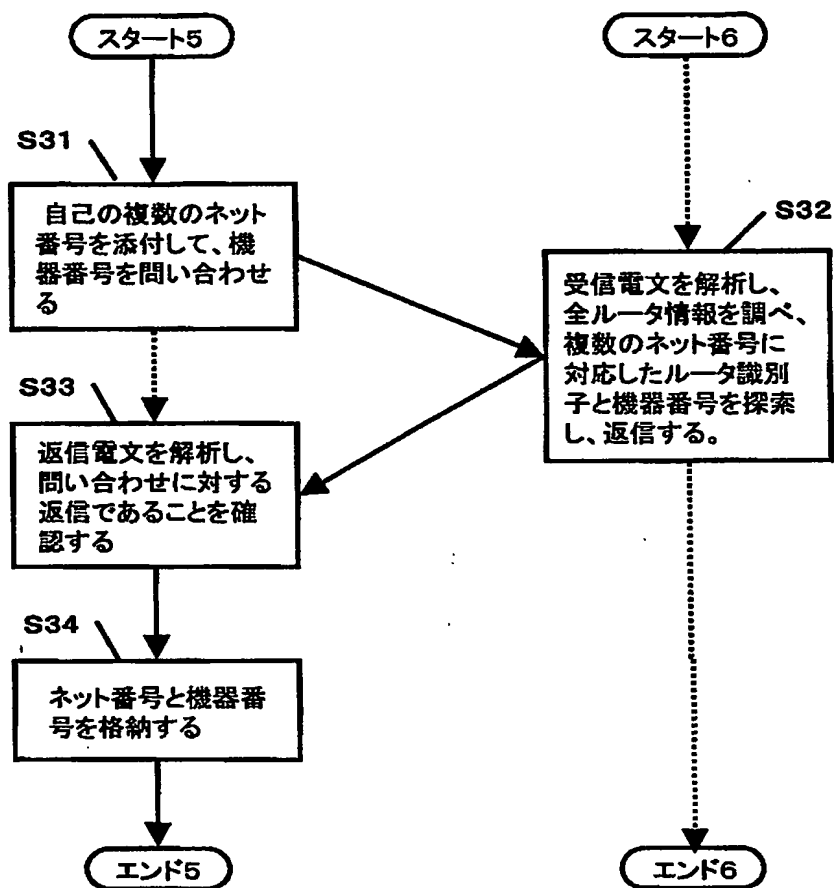 スタート5
スタート6
S31
自己の複数のネット
番号を添付して、機
器番号を問い合わせ
る
S32
受信電文を解析し、
全ルータ情報を調べ、
複数のネット番号に
対応したルータ識別
子と機器番号を探索
し、返信する。
S33
返信電文を解析し、
問い合わせに対する
返信であることを確
認する
S34
ネット番号と機器番
号を格納する
エンド5
エンド6